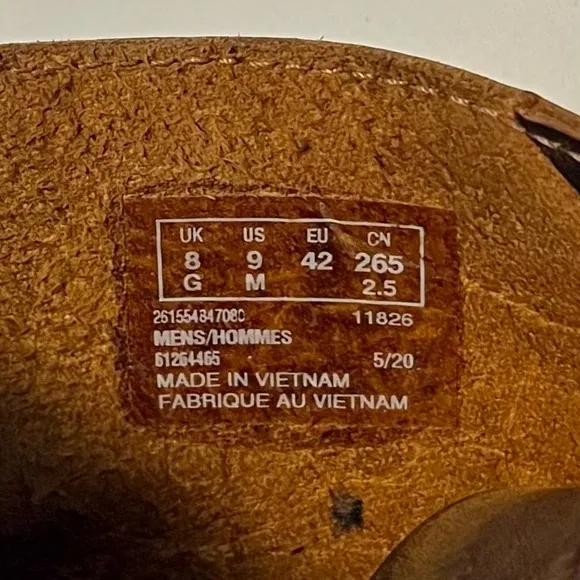 UK US EU CN
8 9 42 265
G M 2.5
261554847080 11826
MENS/HOMMES
61264465 5/20
MADE IN VIETNAM
FABRIQUE AU VIETNAM